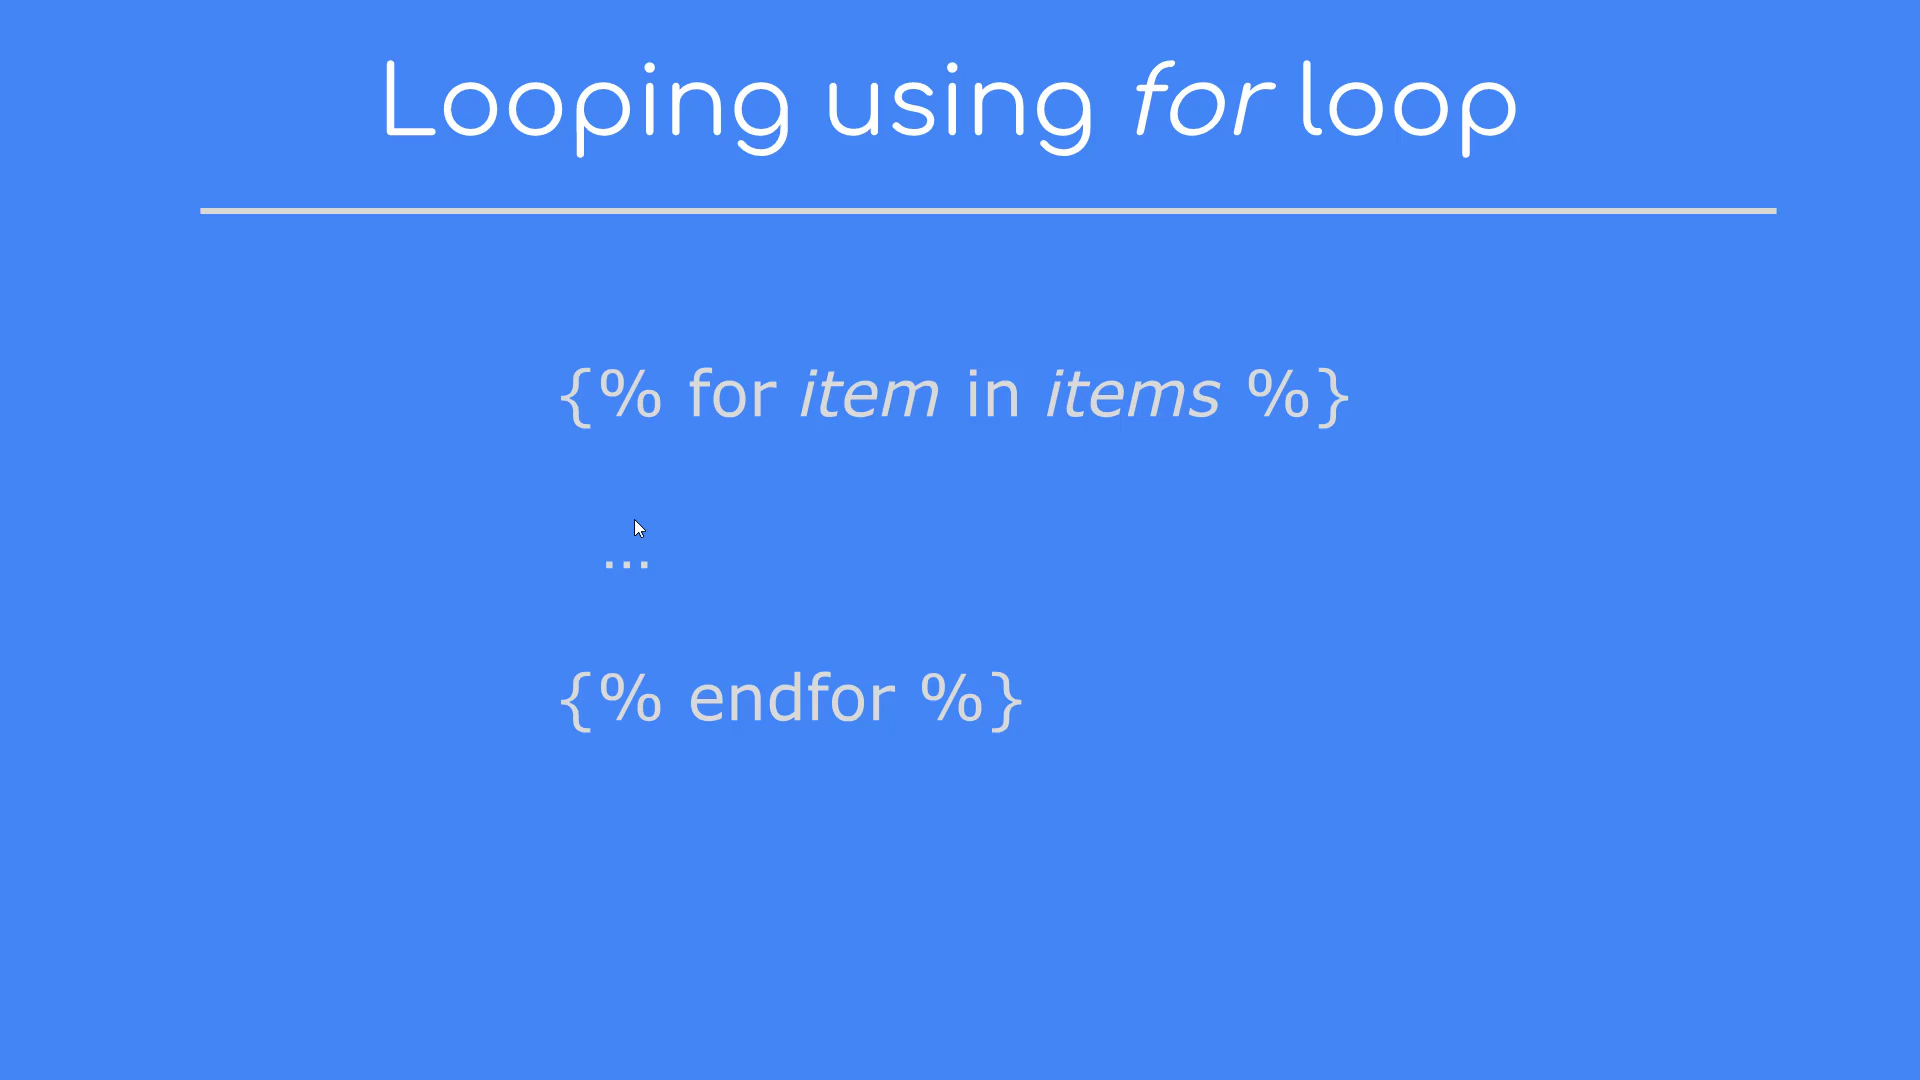 Looping using for loop
{% for item in items %}
...
{% endfor %}